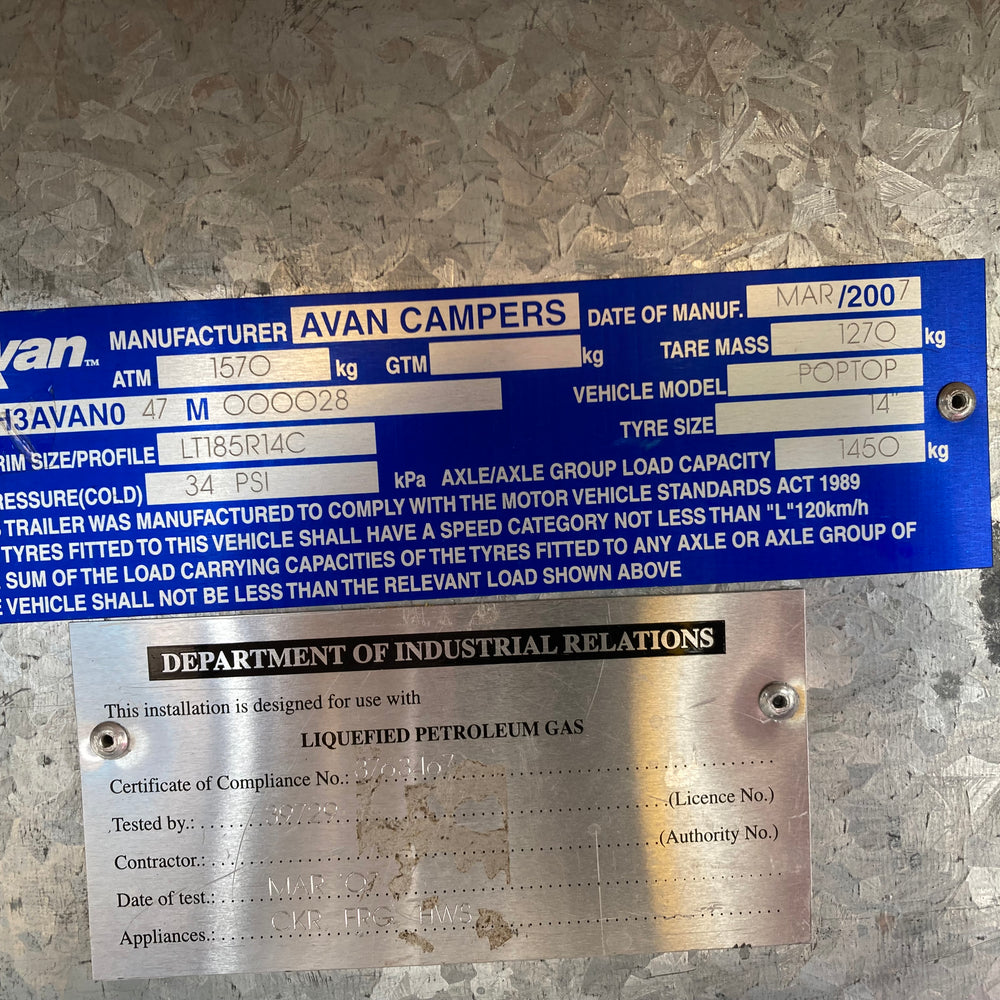 van™ MANUFACTURER AVAN CAMPERS DATE OF MANUF. MAR/2007
ATM 1570 kg GTM kg TARE MASS 1270 kg
H3AVAN0 47 M 000028 VEHICLE MODEL POPTOP
RIM SIZE/PROFILE LT185R14C TYRE SIZE 14"
RESSURE(COLD) 34 PSI kPa AXLE/AXLE GROUP LOAD CAPACITY 1450 kg
S TRAILER WAS MANUFACTURED TO COMPLY WITH THE MOTOR VEHICLE STANDARDS ACT 1989
TYRES FITTED TO THIS VEHICLE SHALL HAVE A SPEED CATEGORY NOT LESS THAN "L"120km/h
SUM OF THE LOAD CARRYING CAPACITIES OF THE TYRES FITTED TO ANY AXLE OR AXLE GROUP OF
E VEHICLE SHALL NOT BE LESS THAN THE RELEVANT LOAD SHOWN ABOVE
DEPARTMENT OF INDUSTRIAL RELATIONS
This installation is designed for use with
LIQUEFIED PETROLEUM GAS
Certificate of Compliance No.:
Tested by.: 39729 (Licence No.)
Contractor.: (Authority No.)
Date of test.: MAR '07
Appliances.: CKR FRG HWS